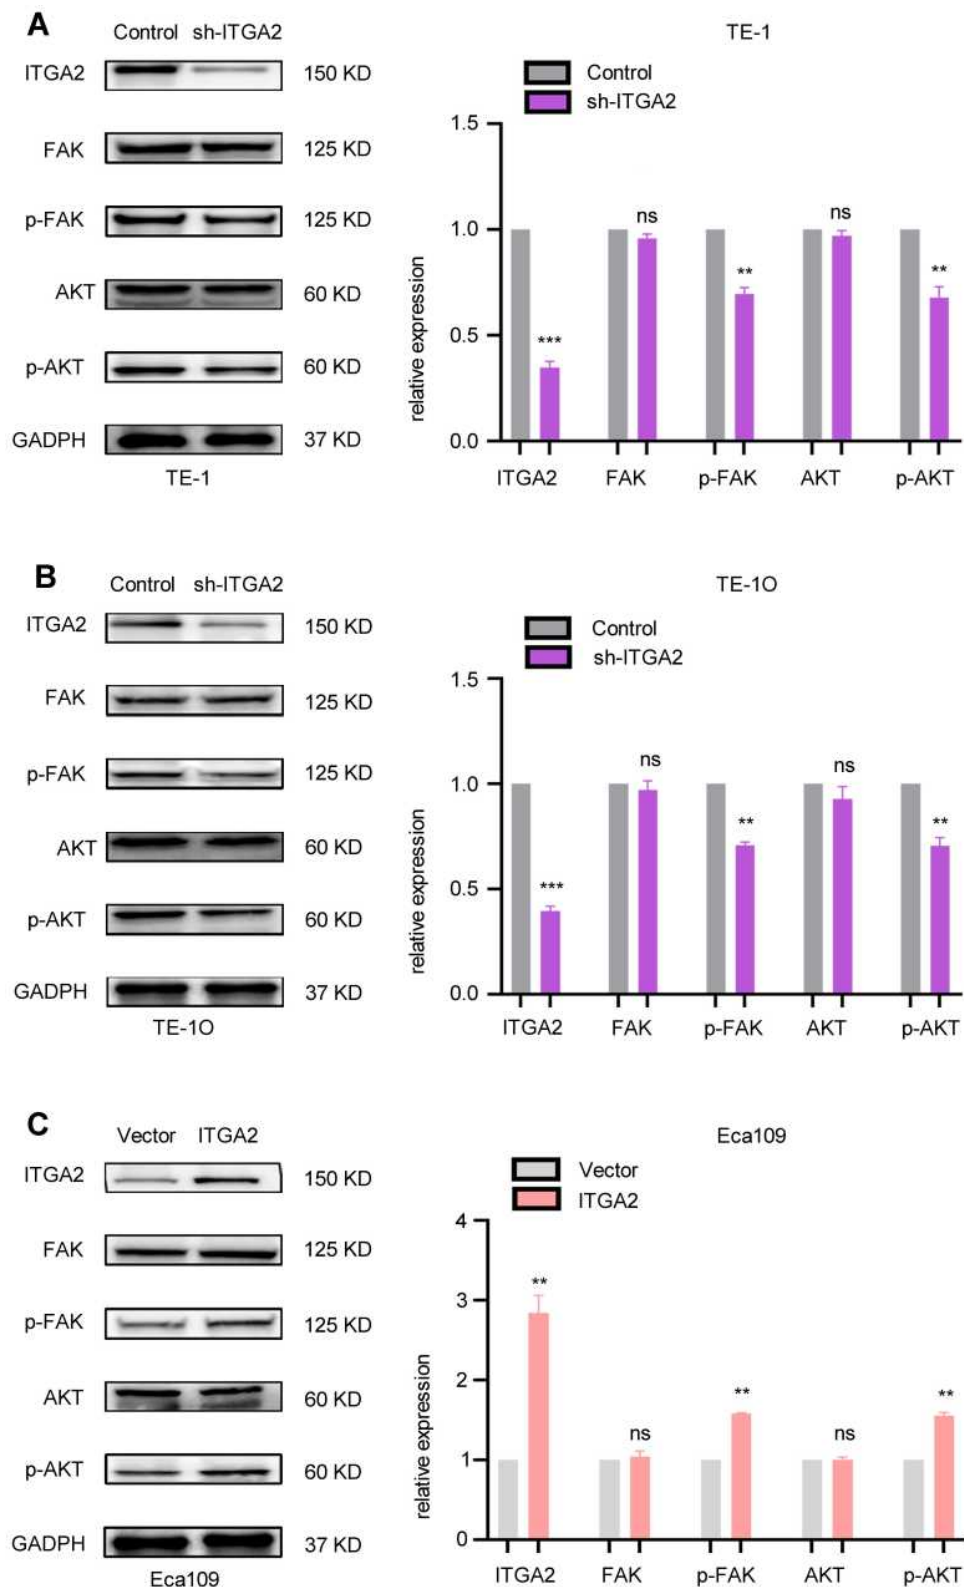 A
Control sh-ITGA2
ITGA2 150 KD
FAK 125 KD
p-FAK 125 KD
AKT 60 KD
p-AKT 60 KD
GADPH 37 KD
TE-1
TE-1
Control
sh-ITGA2
relative expression
1.5
1.0
0.5
0.0
***
ns
**
ns
**
ITGA2 FAK p-FAK AKT p-AKT
B
Control sh-ITGA2
ITGA2 150 KD
FAK 125 KD
p-FAK 125 KD
AKT 60 KD
p-AKT 60 KD
GADPH 37 KD
TE-1O
TE-1O
Control
sh-ITGA2
relative expression
1.5
1.0
0.5
0.0
***
ns
**
ns
**
ITGA2 FAK p-FAK AKT p-AKT
C
Vector ITGA2
ITGA2 150 KD
FAK 125 KD
p-FAK 125 KD
AKT 60 KD
p-AKT 60 KD
GADPH 37 KD
Eca109
Eca109
Vector
ITGA2
relative expression
4
3
2
1
0
**
ns
**
ns
**
ITGA2 FAK p-FAK AKT p-AKT